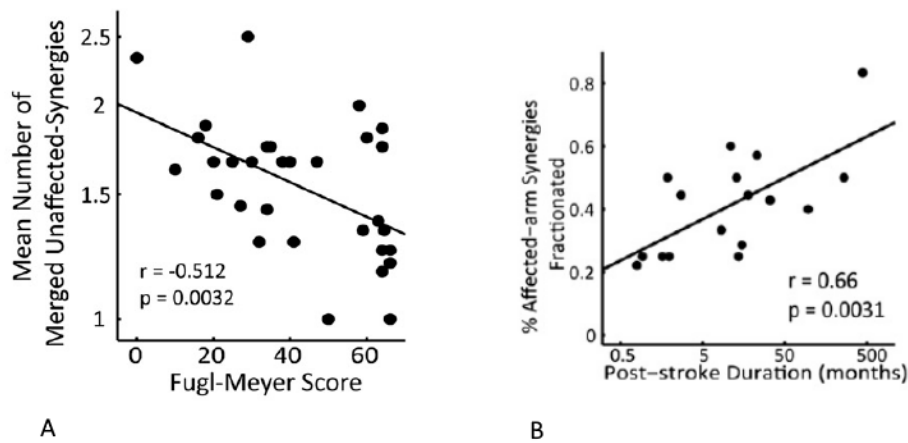 Mean Number of
Merged Unaffected-Synergies
2.5
2
1.5
1
r = -0.512
p = 0.0032
0
20
40
60
Fugl-Meyer Score
A
% Affected-arm Synergies
Fractionated
0.8
0.6
0.4
0.2
0
r = 0.66
p = 0.0031
0.5
5
50
500
Post-stroke Duration (months)
B